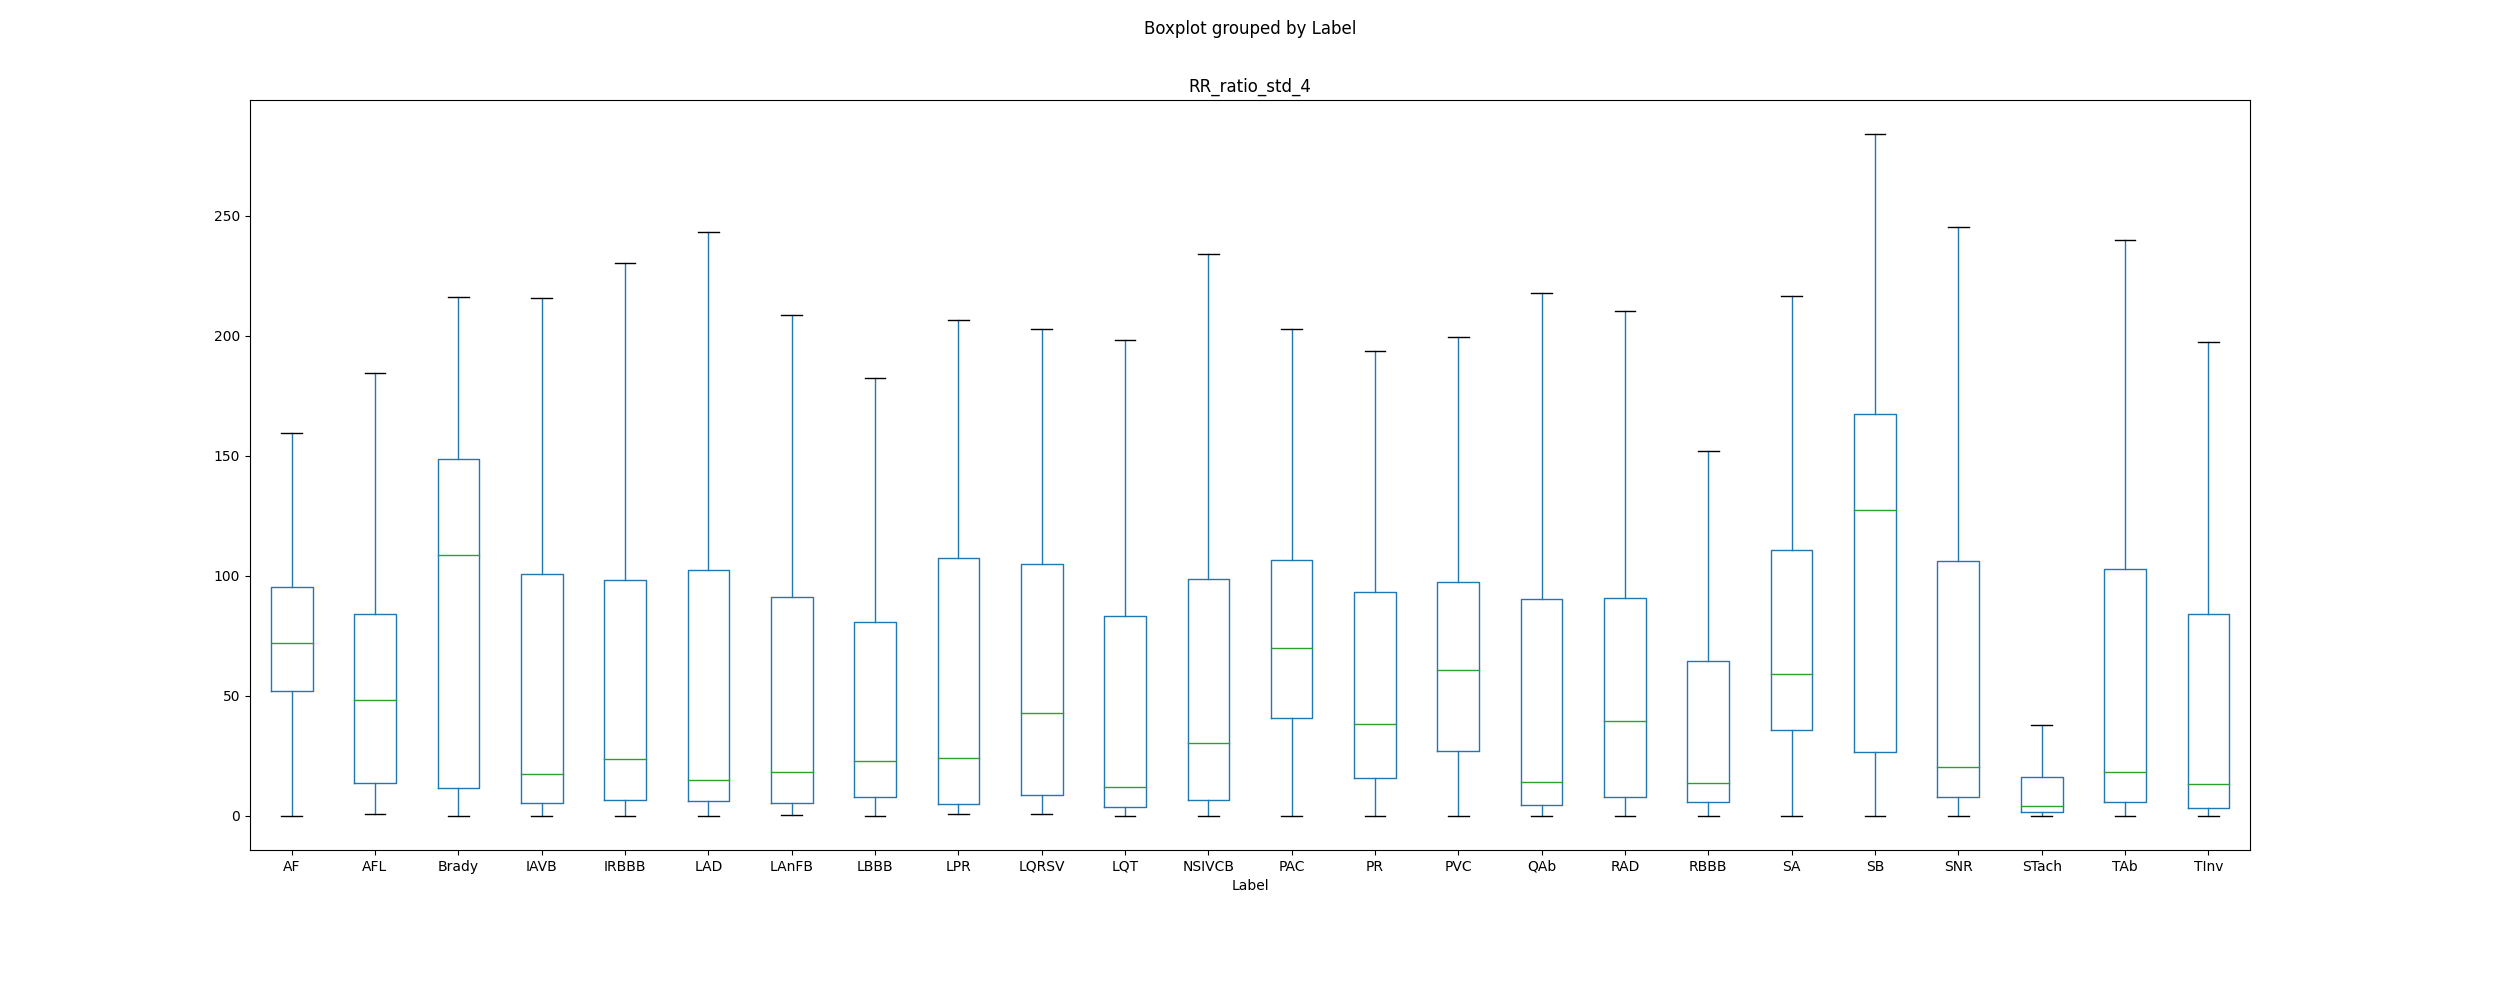 Boxplot grouped by Label
RR_ratio_std_4
250
200
150
100
50
0
AF AFL Brady IAVB IRBBB LAD LAnFB LBBB LPR LQRSV LQT NSIVCB PAC PR PVC QAb RAD RBBB SA SB SNR STach TAb TInv
Label